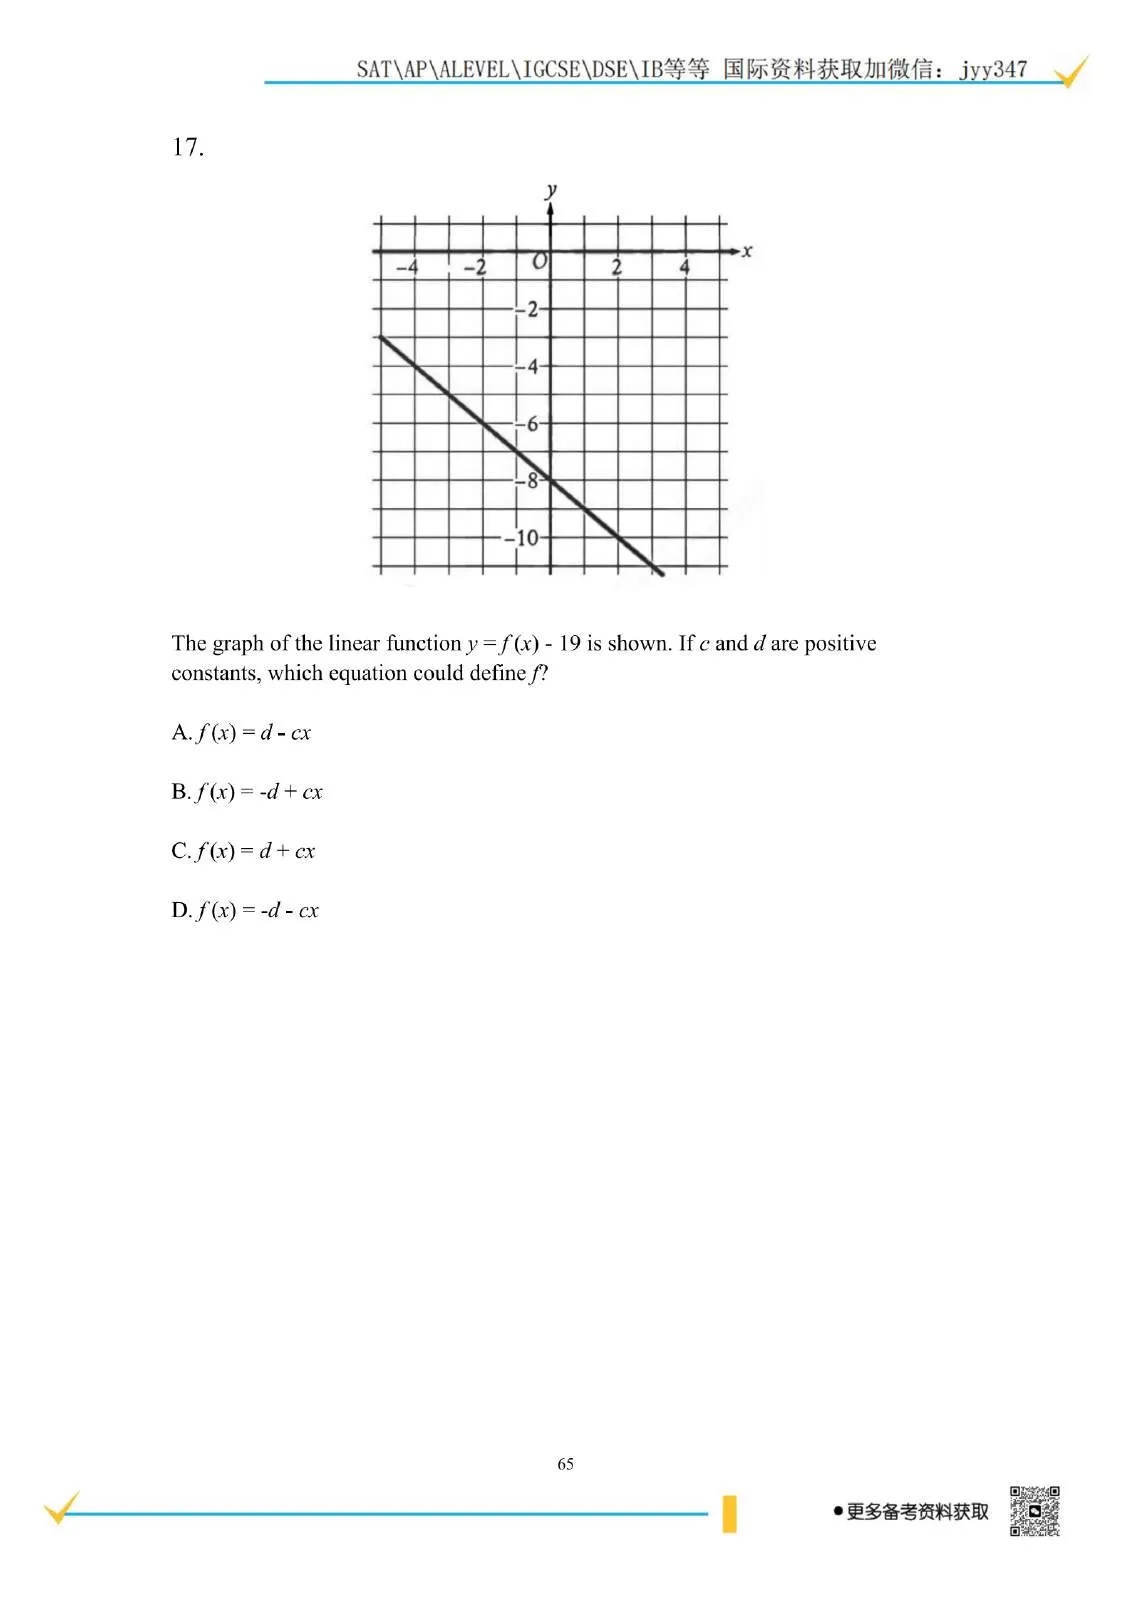 SAT\AP\ALEVEL\IGCSE\DSE\IB等等 国际资料获取加微信：jyy347
17.
y
x
-4
-2
O
2
4
-2
-4
-6
-8
-10
The graph of the linear function y = f (x) - 19 is shown. If c and d are positive
constants, which equation could define f?
A. f (x) = d - cx
B. f (x) = -d + cx
C. f (x) = d + cx
D. f (x) = -d - cx
65
●更多备考资料获取